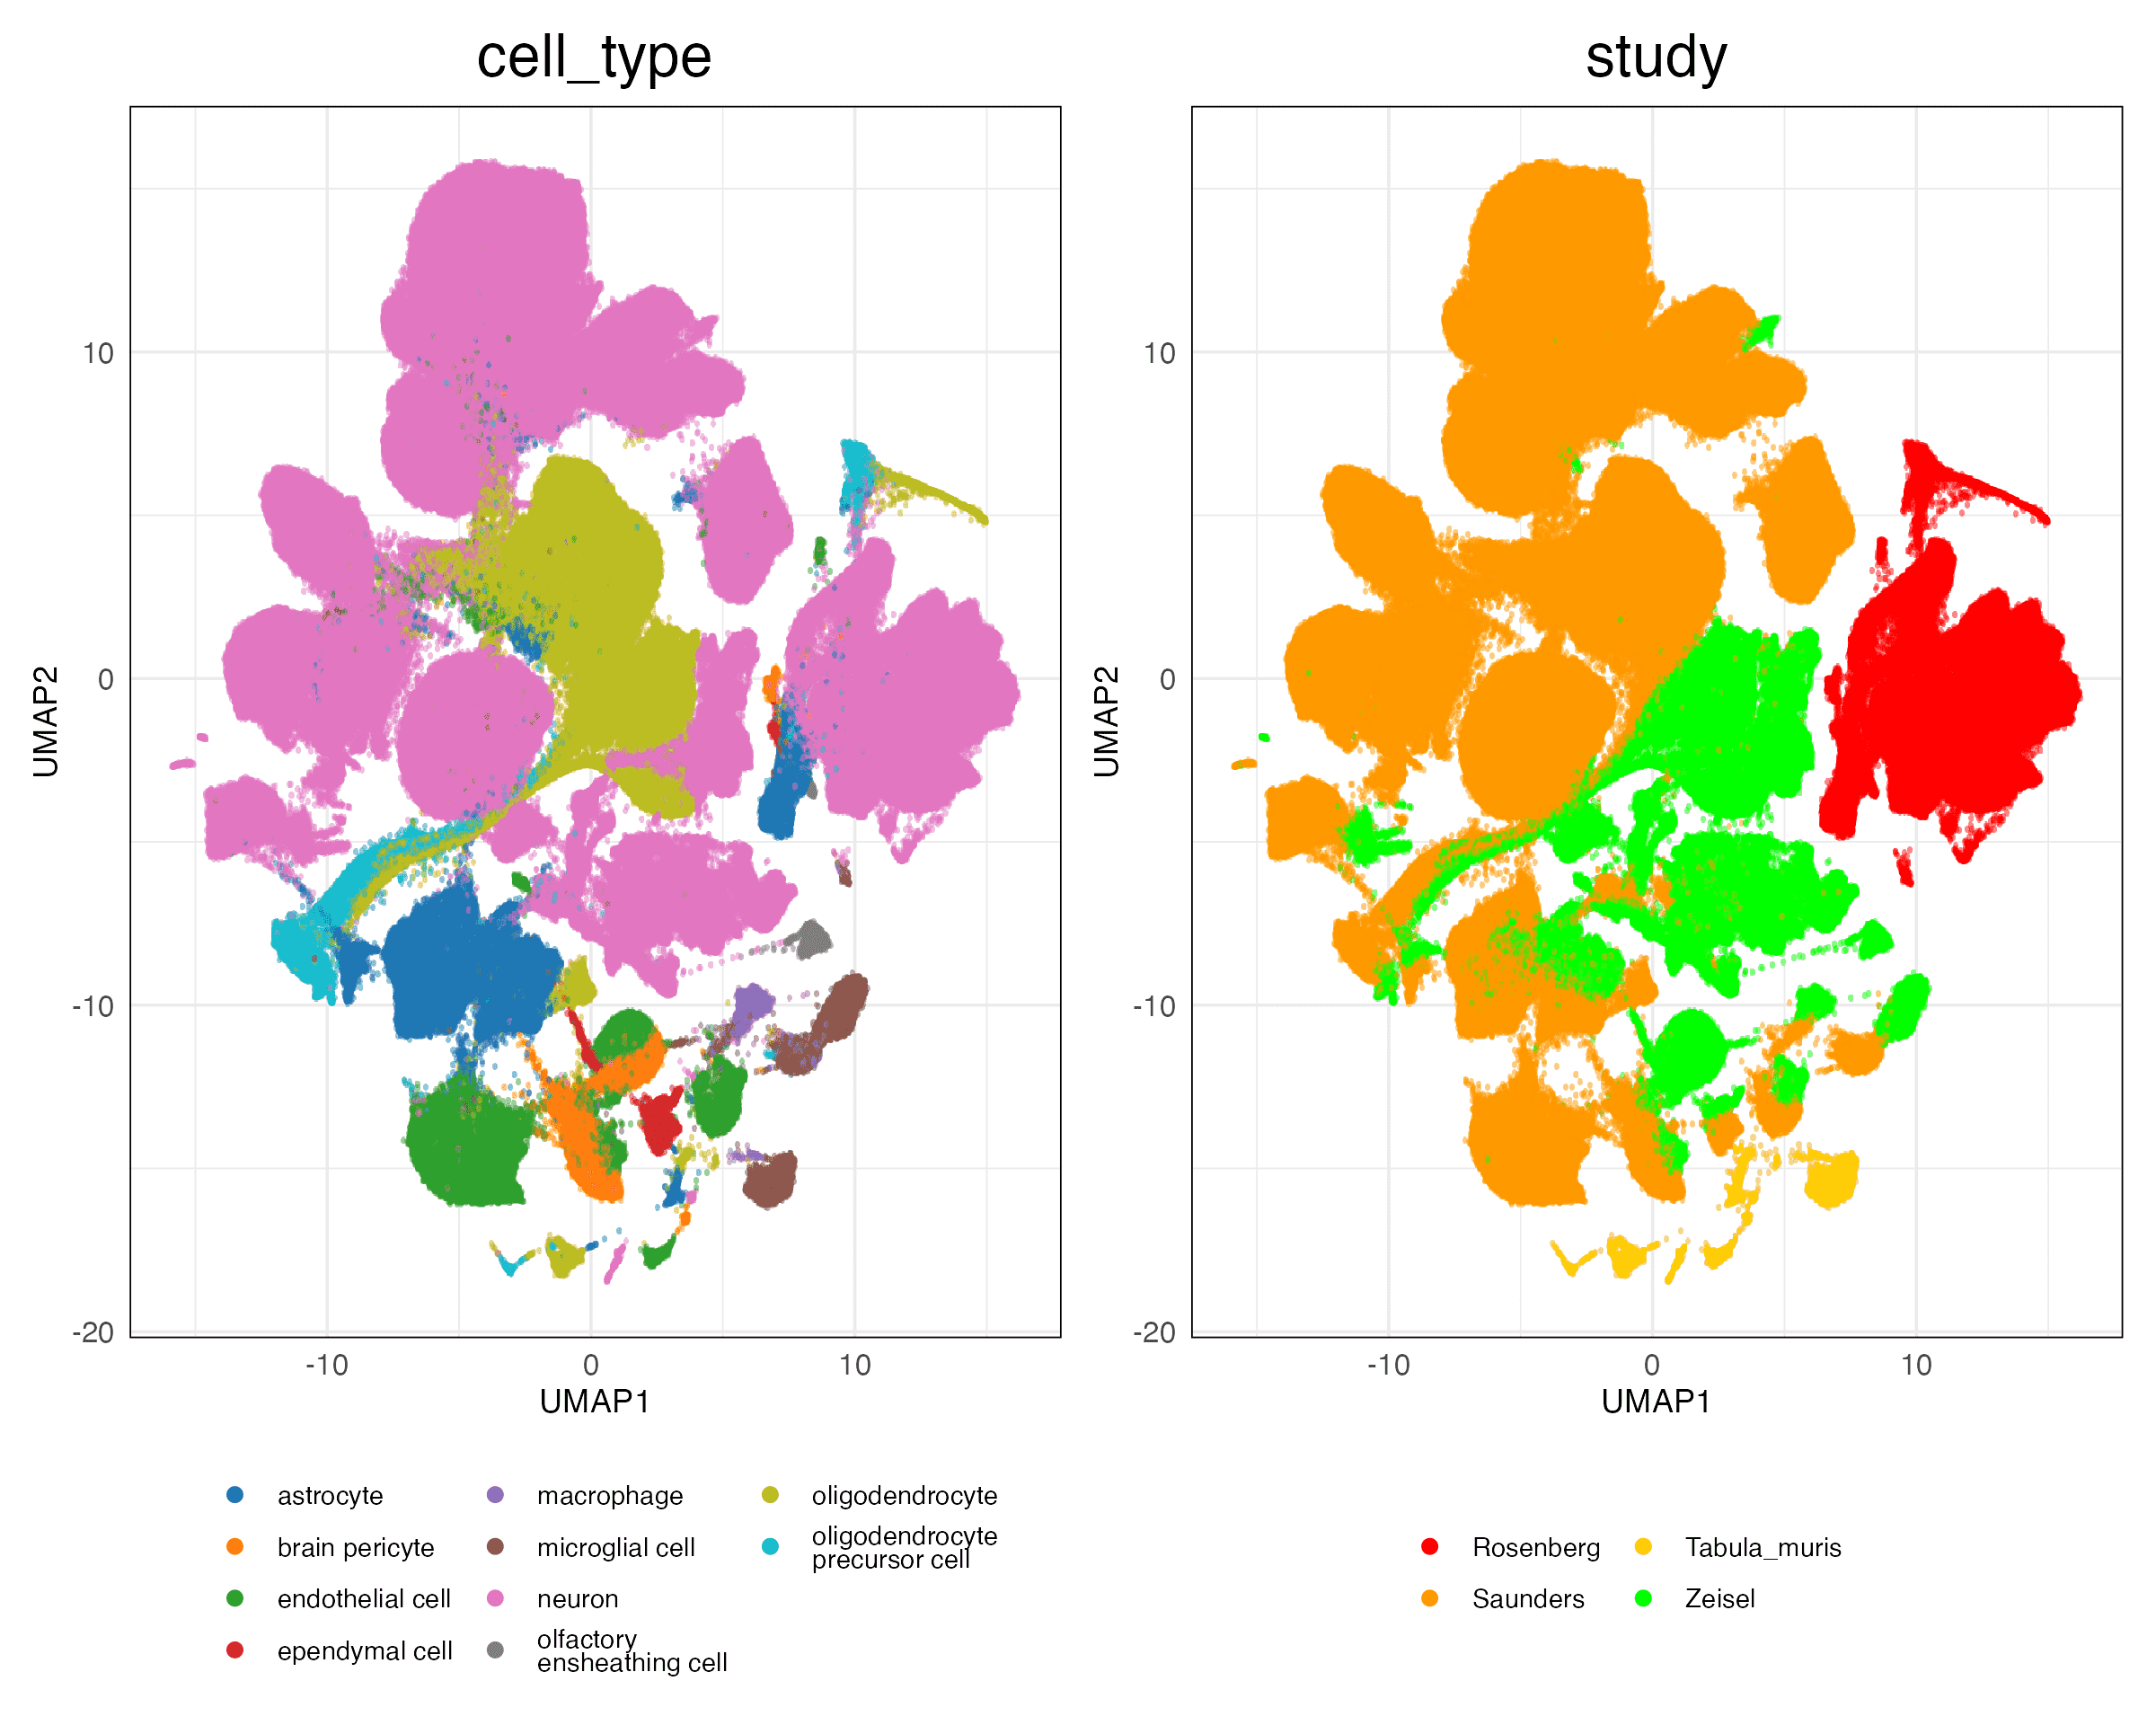 cell_type
study
10
0
-10
-20
UMAP2
-10
0
10
UMAP1
10
0
-10
-20
UMAP2
-10
0
10
UMAP1
astrocyte
brain pericyte
endothelial cell
ependymal cell
macrophage
microglial cell
neuron
olfactory
ensheathing cell
oligodendrocyte
oligodendrocyte
precursor cell
Rosenberg
Saunders
Tabula_muris
Zeisel